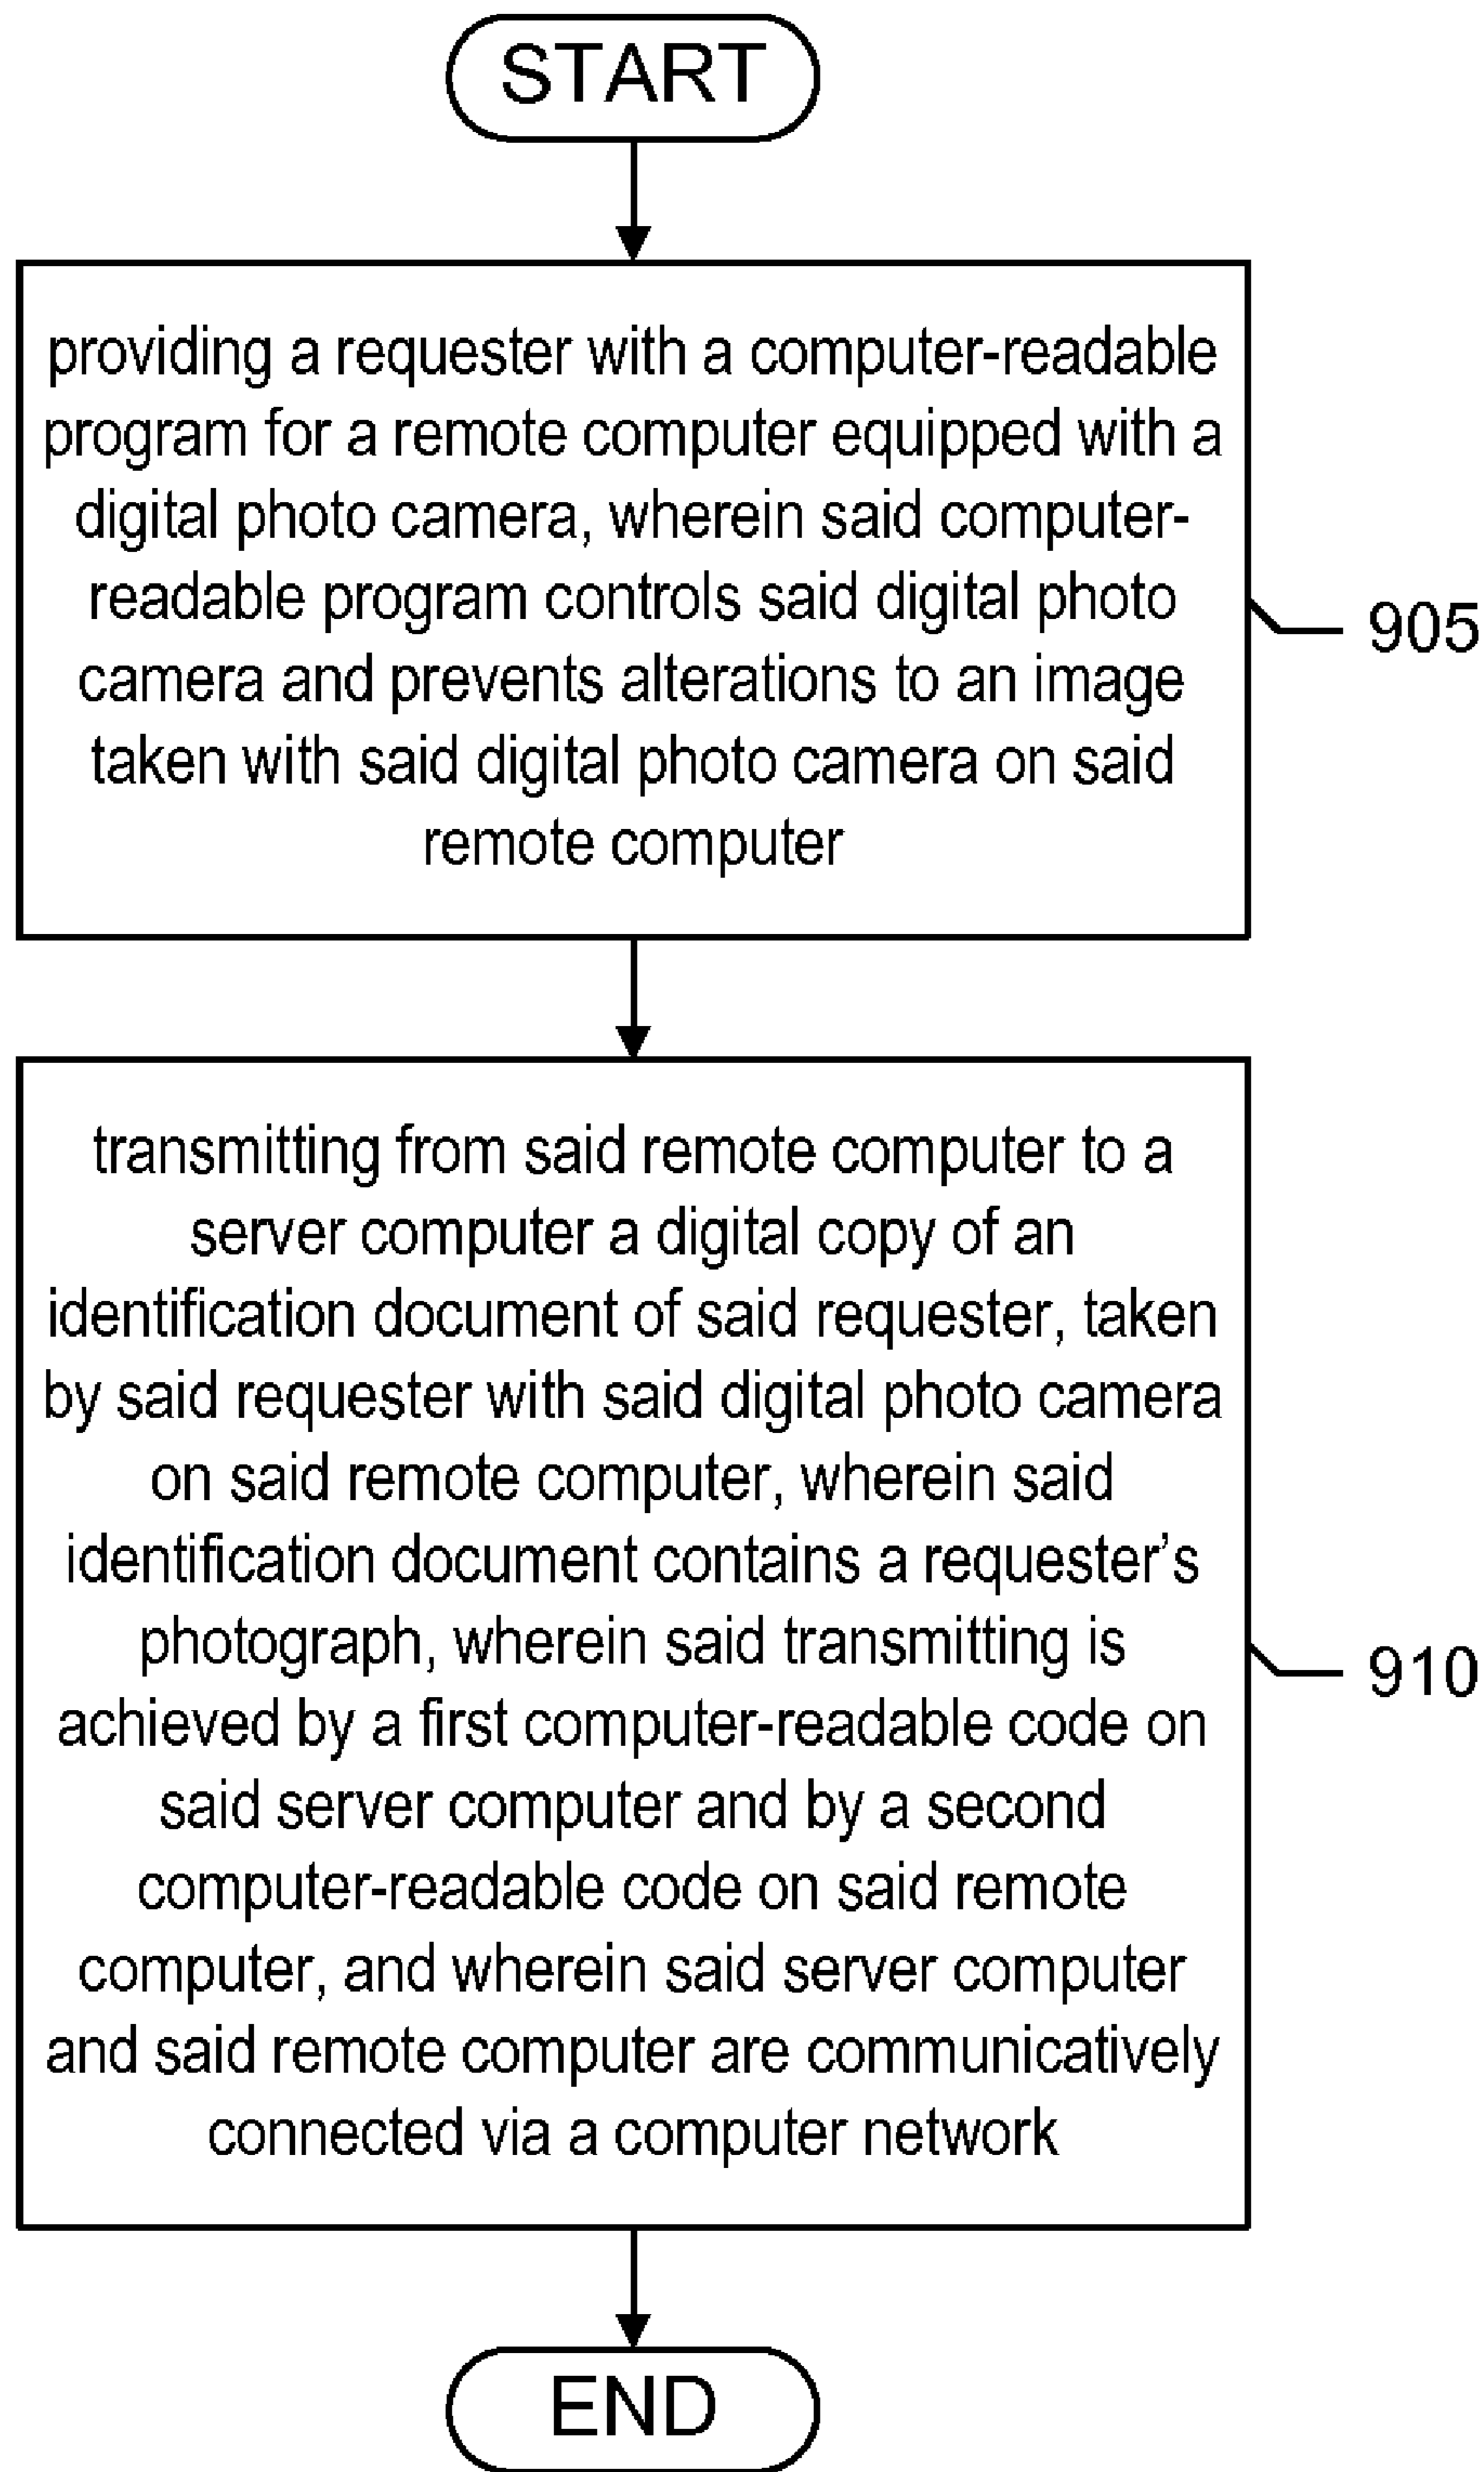 START
providing a requester with a computer-readable
program for a remote computer equipped with a
digital photo camera, wherein said computer-
readable program controls said digital photo
camera and prevents alterations to an image
taken with said digital photo camera on said
remote computer
905
transmitting from said remote computer to a
server computer a digital copy of an
identification document of said requester, taken
by said requester with said digital photo camera
on said remote computer, wherein said
identification document contains a requester’s
photograph, wherein said transmitting is
achieved by a first computer-readable code on
said server computer and by a second
computer-readable code on said remote
computer, and wherein said server computer
and said remote computer are communicatively
connected via a computer network
910
END